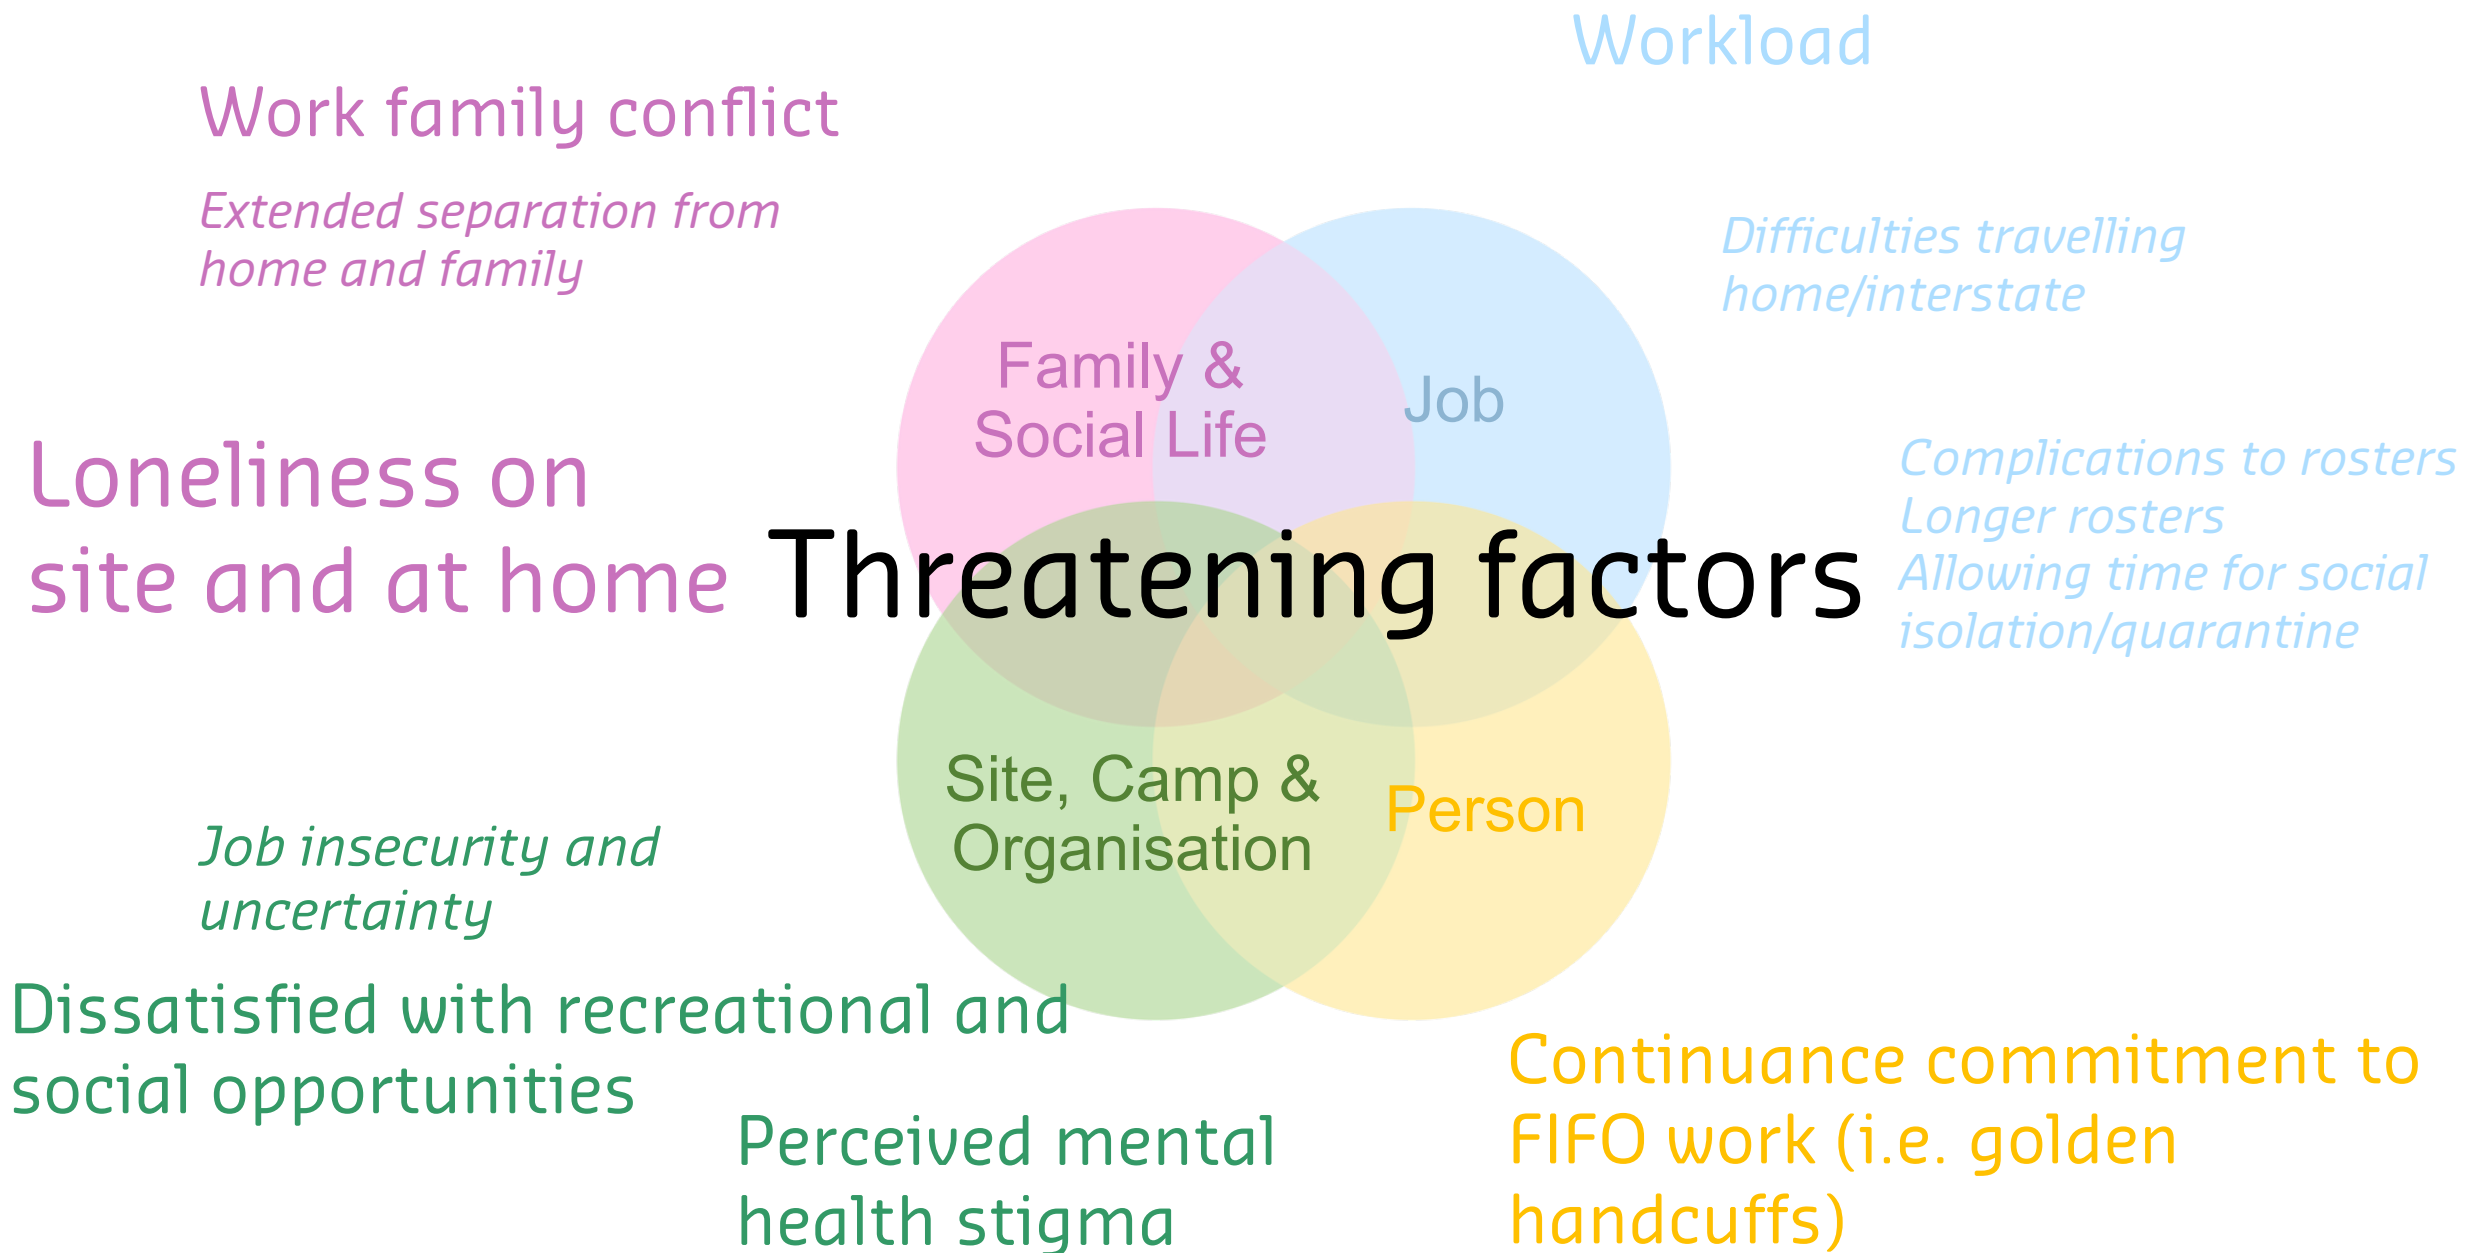 Workload
Work family conflict
Extended separation from
home and family
Difficulties travelling
home/interstate
Family &
Social Life
Job
Loneliness on
site and at home
Threatening factors
Complications to rosters
Longer rosters
Allowing time for social
isolation/quarantine
Site, Camp &
Organisation
Person
Job insecurity and
uncertainty
Dissatisfied with recreational and
social opportunities
Perceived mental
health stigma
Continuance commitment to
FIFO work (i.e. golden
handcuffs)